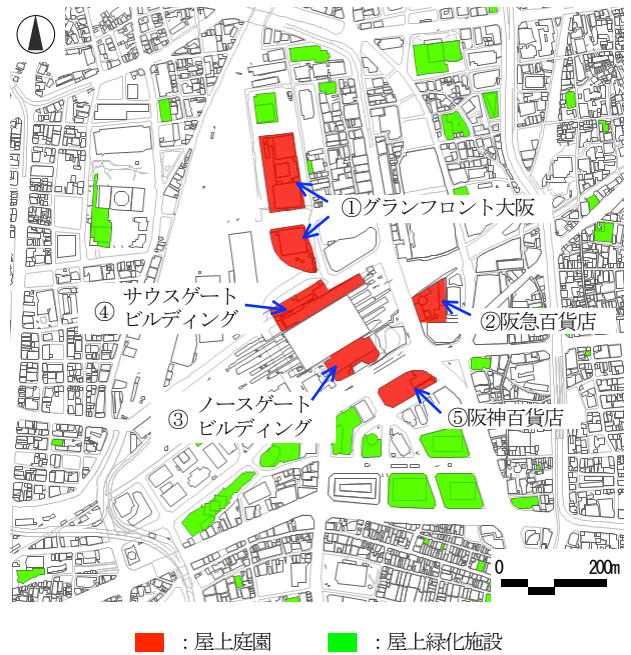 ①グランフロント大阪
④ サウスゲート
ビルディング
②阪急百貨店
③ ノースゲート
ビルディング
⑤阪神百貨店
0 200m
：屋上庭園 ：屋上緑化施設